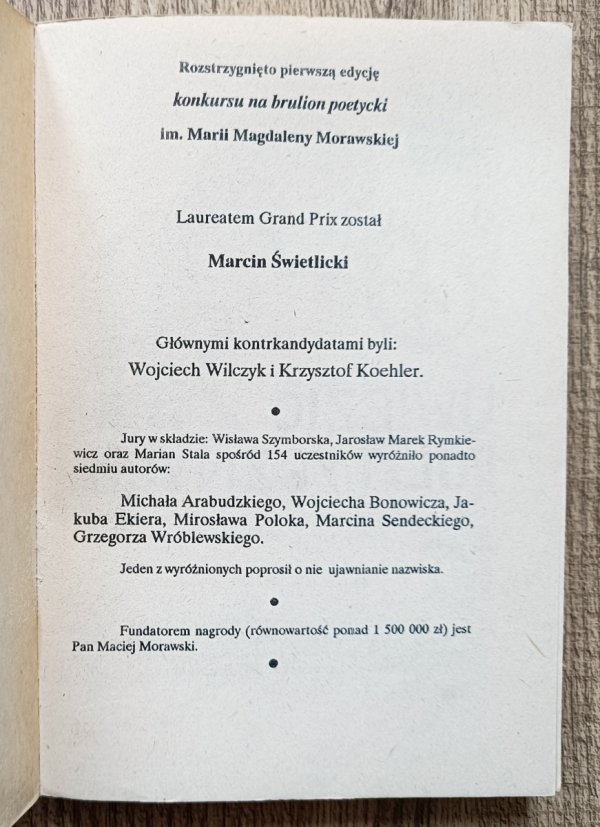 Rozstrzygnięto pierwszą edycję
konkursu na brulion poetycki
im. Marii Magdaleny Morawskiej
Laureatem Grand Prix został
Marcin Świetlicki
Głównymi kontrkandydatami byli:
Wojciech Wilczyk i Krzysztof Koehler.
Jury w składzie: Wisława Szymborska, Jarosław Marek Rymkie-
wicz oraz Marian Stala spośród 154 uczestników wyróżniło ponadto
siedmiu autorów:
Michała Arabudzkiego, Wojciecha Bonowicza, Ja-
kuba Ekiera, Mirosława Poloka, Marcina Sendeckiego,
Grzegorza Wróblewskiego.
Jeden z wyróżnionych poprosił o nie ujawnianie nazwiska.
Fundatorem nagrody (równowartość ponad 1 500 000 zł) jest
Pan Maciej Morawski.